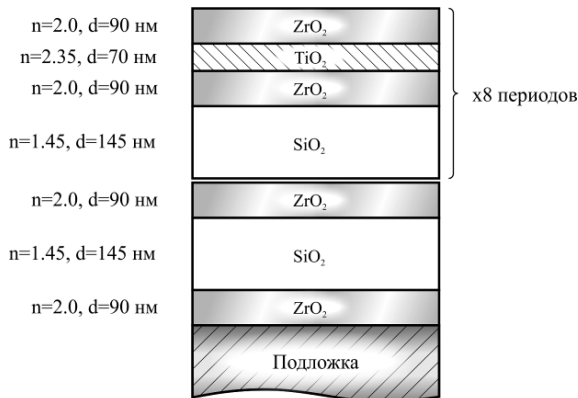 n=2.0, d=90 нм ZrO₂
n=2.35, d=70 нм TiO₂
n=2.0, d=90 нм ZrO₂
x8 периодов
n=1.45, d=145 нм SiO₂
n=2.0, d=90 нм ZrO₂
n=1.45, d=145 нм SiO₂
n=2.0, d=90 нм ZrO₂
Подложка